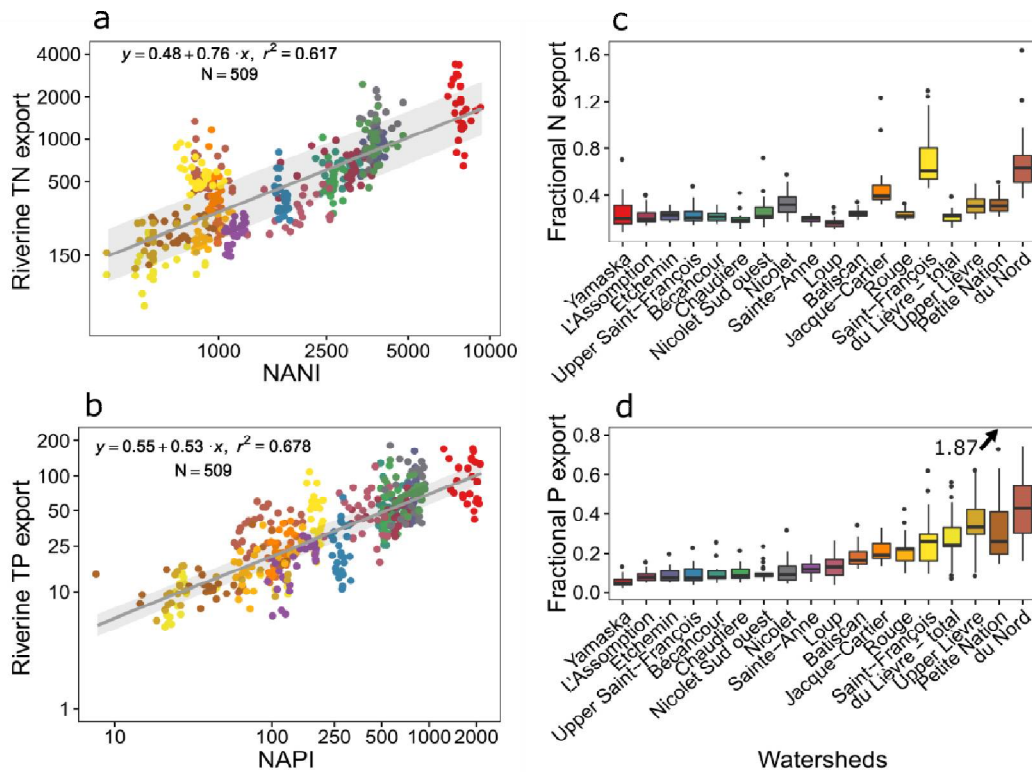 a
y = 0.48 + 0.76 · x, r² = 0.617
N = 509
Riverine TN export
4000
2000
1000
500
150
1000
2500
5000
10000
NANI
c
Fractional N export
1.6
1.2
0.8
0.4
Yamaska
L'Assomption
Etchemin
Upper Saint−François
Bécancour
Chaudière
Nicolet Sud ouest
Nicolet
Sainte−Anne
Loup
Batiscan
Jacque−Cartier
Rouge
Saint−François
du Lièvre − total
Upper Lièvre
Petite Nation
du Nord
b
y = 0.55 + 0.53 · x, r² = 0.678
N = 509
Riverine TP export
200
100
50
25
10
1
10
100
200
500
1000
2000
NAPI
d
1.87
Fractional P export
0.8
0.6
0.4
0.2
0.0
Yamaska
L'Assomption
Etchemin
Upper Saint−François
Bécancour
Chaudière
Nicolet Sud ouest
Nicolet
Sainte−Anne
Loup
Batiscan
Jacque−Cartier
Rouge
Saint−François
du Lièvre − total
Upper Lièvre
Petite Nation
du Nord
Watersheds